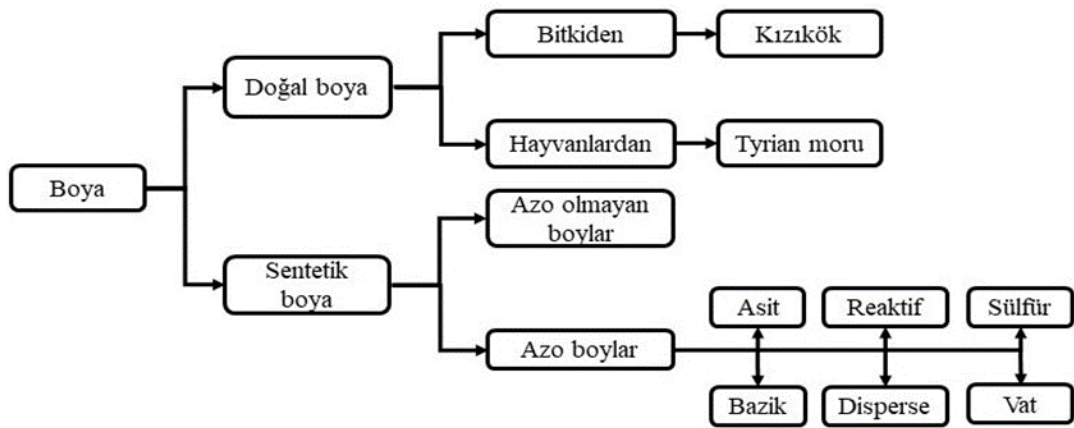 Bitkiden
Kızıkök
Doğal boya
Hayvanlardan
Tyrian moru
Boya
Azo olmayan
boylar
Sentetik
boya
Asit
Reaktif
Sülfür
Azo boylar
Bazik
Disperse
Vat